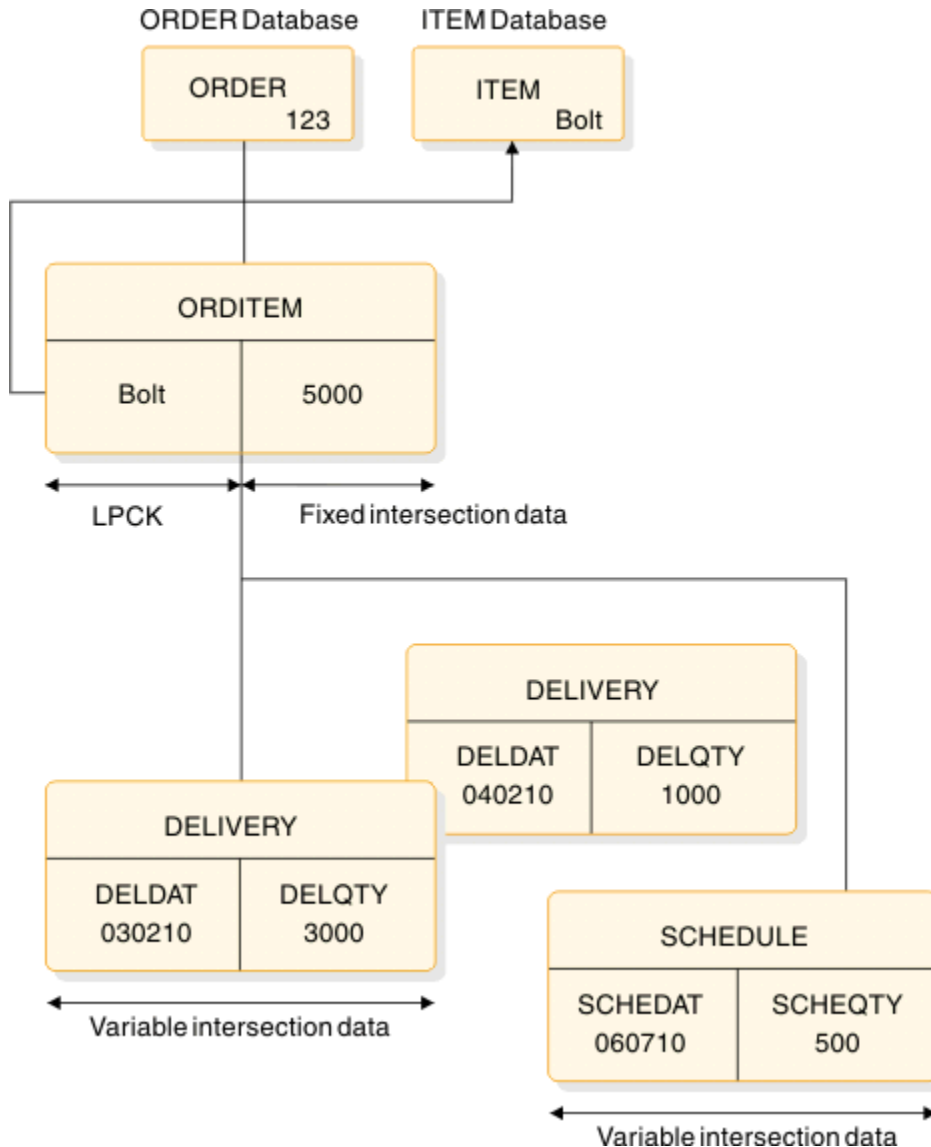 ORDER Database
ITEM Database
ORDER
123
ITEM
Bolt
ORDITEM
Bolt
5000
LPCK
Fixed intersection data
DELIVERY
DELDAT
040210
DELQTY
1000
DELIVERY
DELDAT
030210
DELQTY
3000
Variable intersection data
SCHEDULE
SCHEDAT
060710
SCHEQTY
500
Variable intersection data